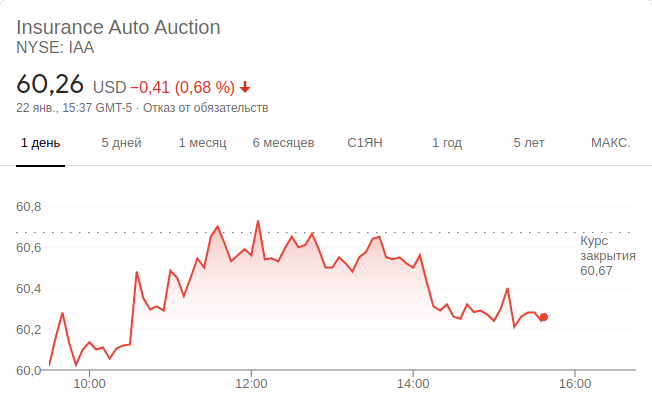 Insurance Auto Auction
NYSE: IAA
60,26 USD −0,41 (0,68 %)
22 янв., 15:37 GMT-5 · Отказ от обязательств
1 день 5 дней 1 месяц 6 месяцев С1ЯН 1 год 5 лет МАКС.
60,8
60,6
60,4
60,2
60,0
Курс
закрытия
60.67
10:00 12:00 14:00 16:00